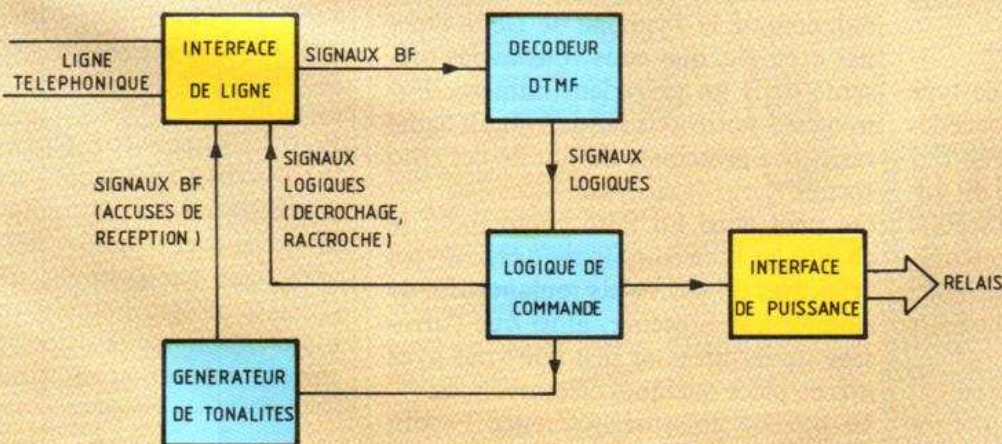 LIGNE
TELEPHONIQUE
INTERFACE
DE LIGNE
SIGNAUX BF
DECODEUR
DTMF
SIGNAUX BF
(ACCUSES DE
RECEPTION)
SIGNAUX
LOGIQUES
(DECROCHAGE,
RACCROCHE)
SIGNAUX
LOGIQUES
LOGIQUE DE
COMMANDE
INTERFACE
DE PUISSANCE
RELAIS
GENERATEUR
DE TONALITES